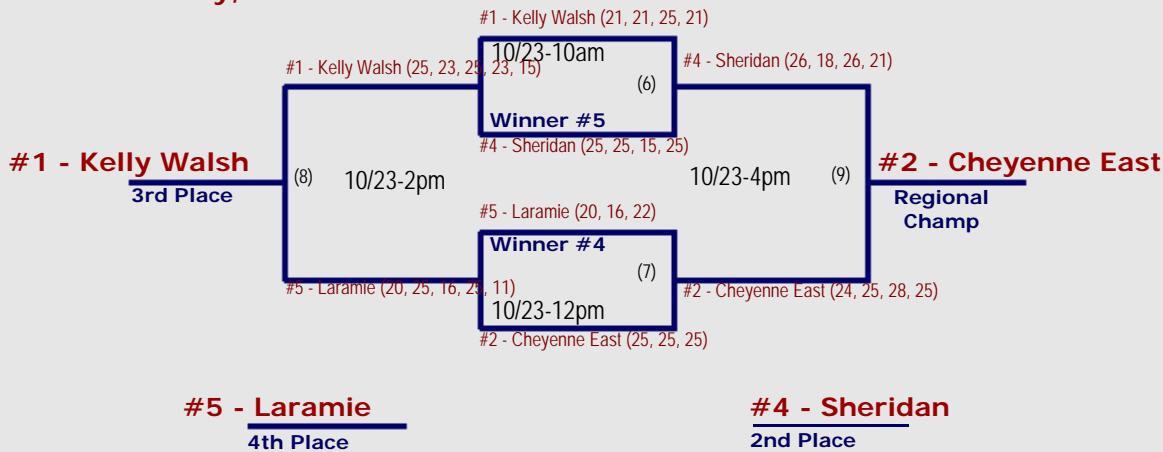 #1 - Kelly Walsh (21, 21, 25, 21)
10/23-10am
#1 - Kelly Walsh (25, 23, 25, 23, 15)
#4 - Sheridan (26, 18, 26, 21)
(6)
Winner #5
#4 - Sheridan (25, 25, 15, 25)
#1 - Kelly Walsh
3rd Place
(8)
10/23-2pm
10/23-4pm
(9)
#2 - Cheyenne East
Regional
Champ
#5 - Laramie (20, 16, 22)
Winner #4
(7)
#5 - Laramie (20, 25, 16, 25, 11)
#2 - Cheyenne East (24, 25, 28, 25)
10/23-12pm
#2 - Cheyenne East (25, 25, 25)
#5 - Laramie
4th Place
#4 - Sheridan
2nd Place